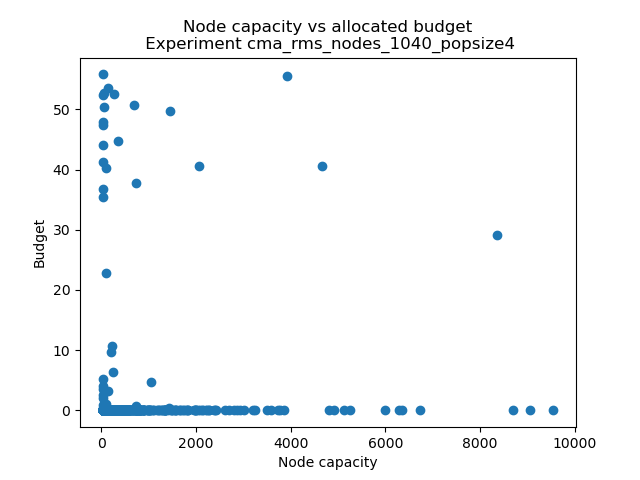 Node capacity vs allocated budget
Experiment cma_rms_nodes_1040_popsize4
50
40
30
20
10
0
Budget
0 2000 4000 6000 8000 10000
Node capacity